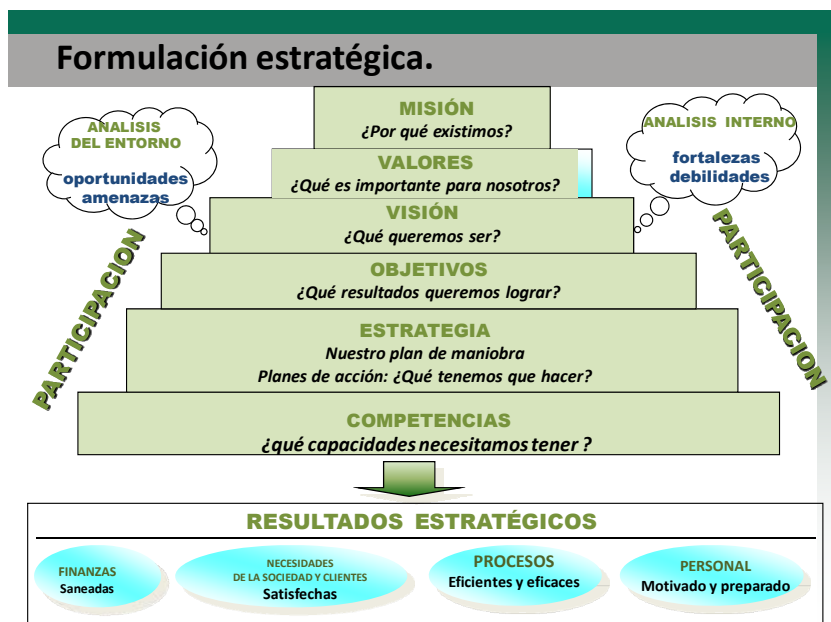 Formulación estratégica.
MISIÓN
¿Por qué existimos?
ANALISIS
DEL ENTORNO
oportunidades
amenazas
ANALISIS INTERNO
fortalezas
debilidades
VALORES
¿Qué es importante para nosotros?
VISIÓN
¿Qué queremos ser?
PARTICIPACION
PARTICIPACION
OBJETIVOS
¿Qué resultados queremos lograr?
ESTRATEGIA
Nuestro plan de maniobra
Planes de acción: ¿Qué tenemos que hacer?
COMPETENCIAS
¿qué capacidades necesitamos tener ?
RESULTADOS ESTRATÉGICOS
FINANZAS
Saneadas
NECESIDADES
DE LA SOCIEDAD Y CLIENTES
Satisfechas
PROCESOS
Eficientes y eficaces
PERSONAL
Motivado y preparado